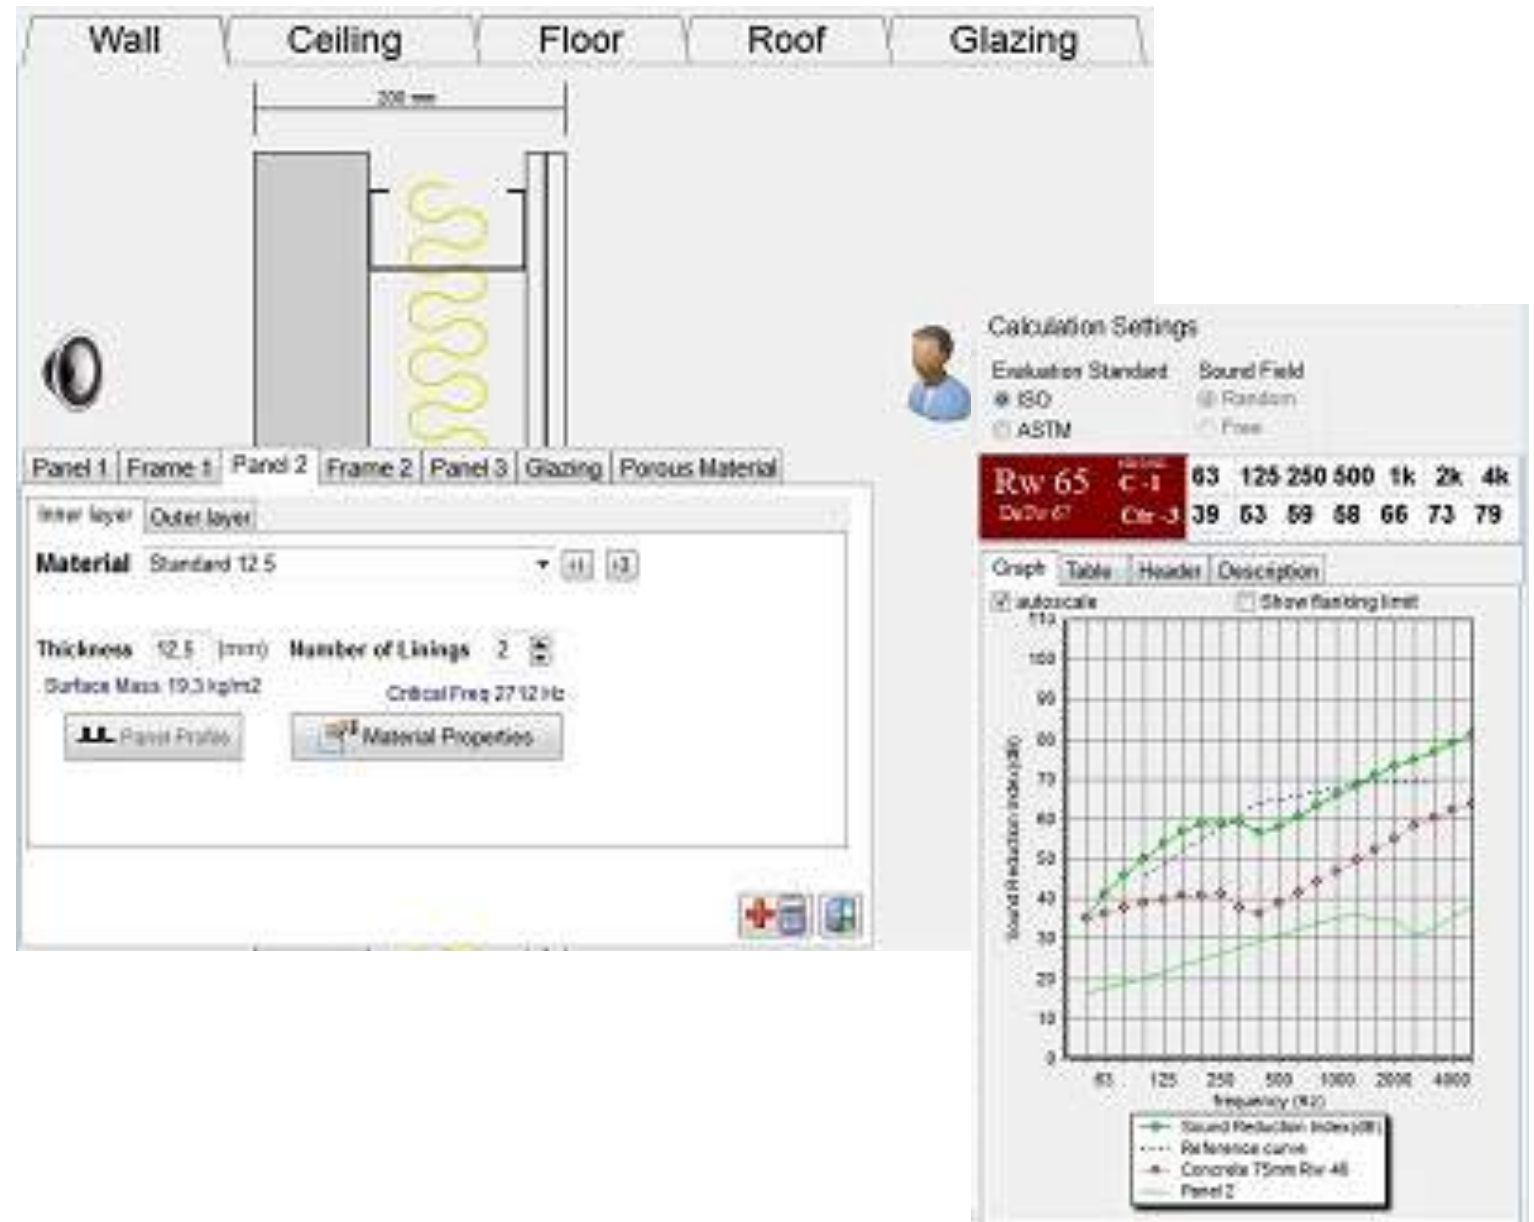 Wall Ceiling Floor Roof Glazing
200 mm
Panel 1 Frame 1 Panel 2 Frame 2 Panel 3 Glazing Porous Material
Inner layer Outer layer
Material Standard 12.5
Thickness 12.5 (mm) Number of Linings 2
Surface Mass 19.3 kg/m2 Critical Freq 2712 Hz
Panel Profile Material Properties
Calculation Settings
Evaluation Standard Sound Field
ISO Random
ASTM Free
Rw 65 C -1 63 125 250 500 1k 2k 4k
DnTw 67 Ctr -3 39 53 59 58 66 73 79
Graph Table Header Description
autoscale Show flanking limit
110
100
90
80
70
60
50
40
30
20
10
0
Sound Reduction Index(dB)
63 125 250 500 1000 2000 4000
frequency (Hz)
Sound Reduction Index(dB)
Reference curve
Concrete 75mm Rw 46
Panel 2